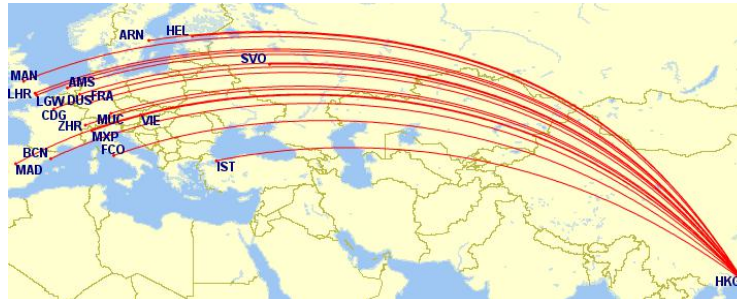 ARN
HEL
SVO
MAN
AMS
LHR
LGW
DUS
FRA
CDG
ZHR
MUC
VIE
MXP
BCN
FCO
MAD
IST
HKG